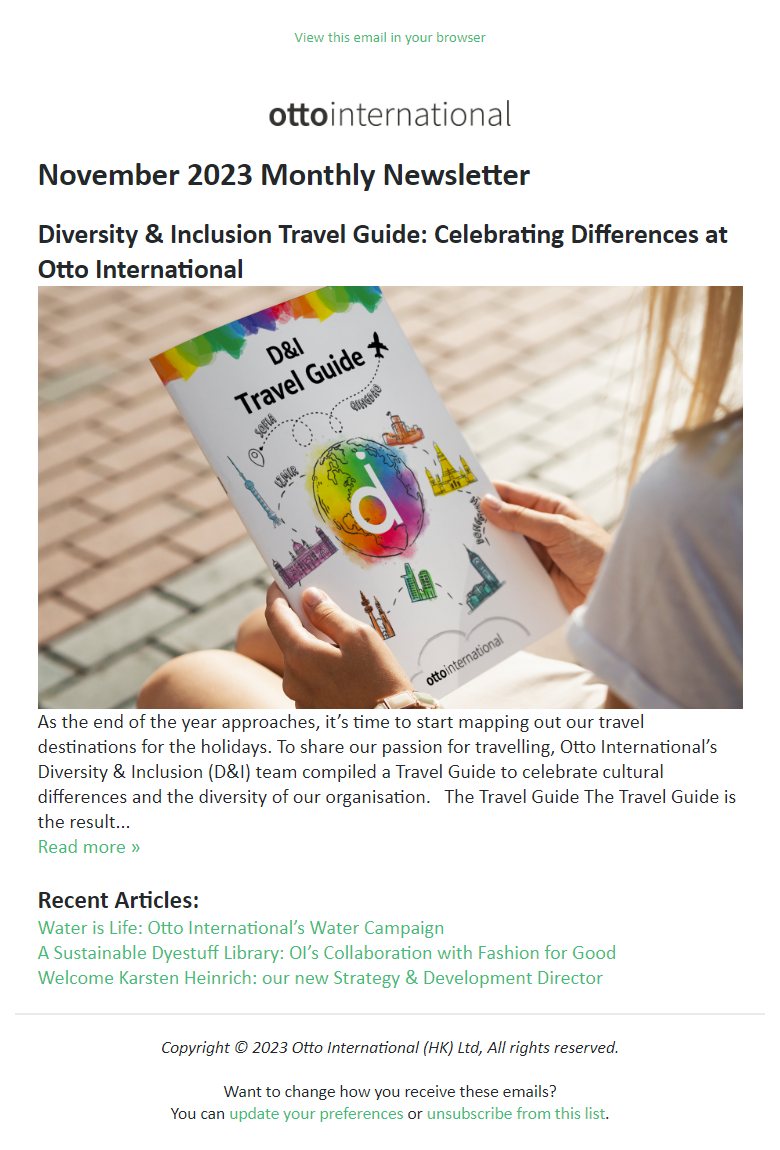 View this email in your browser
ottointernational
November 2023 Monthly Newsletter
Diversity & Inclusion Travel Guide: Celebrating Differences at
Otto International
D&I
Travel Guide
SOFIA
QINGDAO
IZMIR
di
ottointernational
As the end of the year approaches, it’s time to start mapping out our travel
destinations for the holidays. To share our passion for travelling, Otto International’s
Diversity & Inclusion (D&I) team compiled a Travel Guide to celebrate cultural
differences and the diversity of our organisation.   The Travel Guide The Travel Guide is
the result...
Read more »
Recent Articles:
Water is Life: Otto International’s Water Campaign
A Sustainable Dyestuff Library: OI’s Collaboration with Fashion for Good
Welcome Karsten Heinrich: our new Strategy & Development Director
Copyright © 2023 Otto International (HK) Ltd, All rights reserved.
Want to change how you receive these emails?
You can update your preferences or unsubscribe from this list.